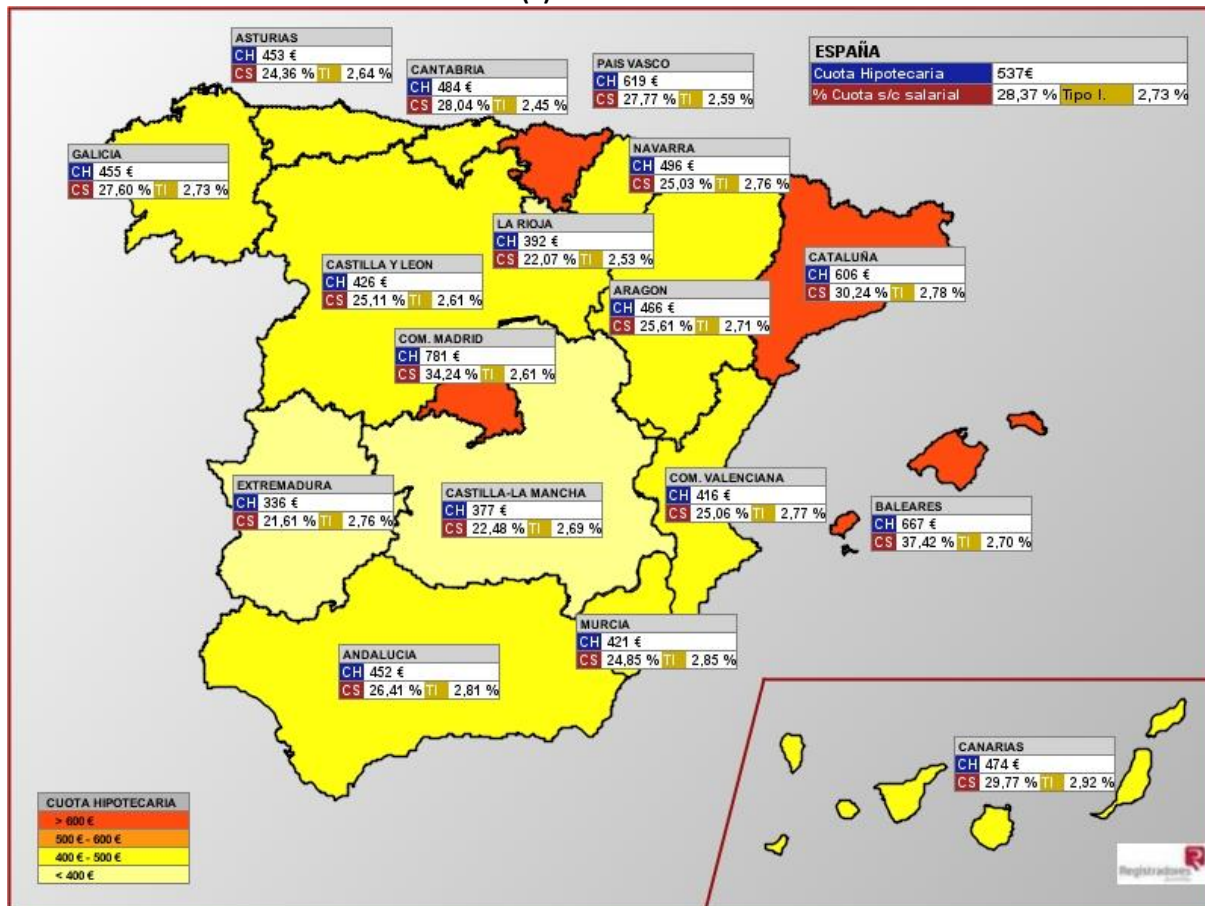 ASTURIAS
CH 453 €
CS 24,36 % TI 2,64 %
CANTABRIA
CH 484 €
CS 28,04 % TI 2,45 %
PAIS VASCO
CH 619 €
CS 27,77 % TI 2,59 %
ESPAÑA
Cuota Hipotecaria 537€
% Cuota s/c salarial 28,37 % Tipo I. 2,73 %
GALICIA
CH 455 €
CS 27,60 % TI 2,73 %
NAVARRA
CH 496 €
CS 25,03 % TI 2,76 %
LA RIOJA
CH 392 €
CS 22,07 % TI 2,53 %
CASTILLA Y LEON
CH 426 €
CS 25,11 % TI 2,61 %
CATALUÑA
CH 606 €
CS 30,24 % TI 2,78 %
ARAGON
CH 466 €
CS 25,61 % TI 2,71 %
COM. MADRID
CH 781 €
CS 34,24 % TI 2,61 %
EXTREMADURA
CH 336 €
CS 21,61 % TI 2,76 %
CASTILLA-LA MANCHA
CH 377 €
CS 22,48 % TI 2,69 %
COM. VALENCIANA
CH 416 €
CS 25,06 % TI 2,77 %
BALEARES
CH 667 €
CS 37,42 % TI 2,70 %
MURCIA
CH 421 €
CS 24,85 % TI 2,85 %
ANDALUCIA
CH 452 €
CS 26,41 % TI 2,81 %
CANARIAS
CH 474 €
CS 29,77 % TI 2,92 %
CUOTA HIPOTECARIA
> 600 €
500 € - 600 €
400 € - 500 €
< 400 €
Registradores